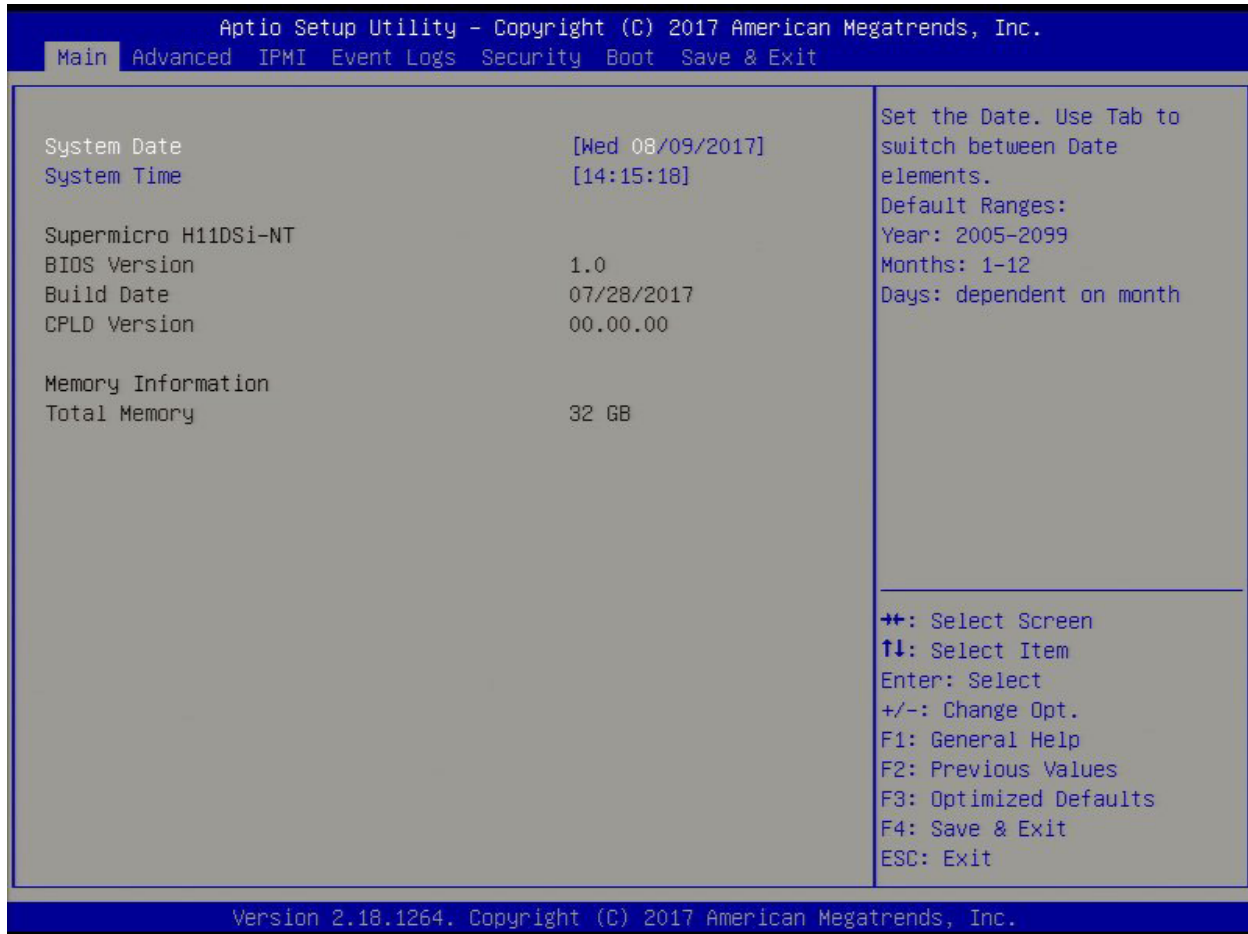 Aptio Setup Utility – Copyright (C) 2017 American Megatrends, Inc.
Main Advanced IPMI Event Logs Security Boot Save & Exit
System Date [Wed 08/09/2017]
System Time [14:15:18]
Supermicro H11DSi-NT
BIOS Version 1.0
Build Date 07/28/2017
CPLD Version 00.00.00
Memory Information
Total Memory 32 GB
Set the Date. Use Tab to
switch between Date
elements.
Default Ranges:
Year: 2005-2099
Months: 1-12
Days: dependent on month
→←: Select Screen
↑↓: Select Item
Enter: Select
+/-: Change Opt.
F1: General Help
F2: Previous Values
F3: Optimized Defaults
F4: Save & Exit
ESC: Exit
Version 2.18.1264. Copyright (C) 2017 American Megatrends, Inc.